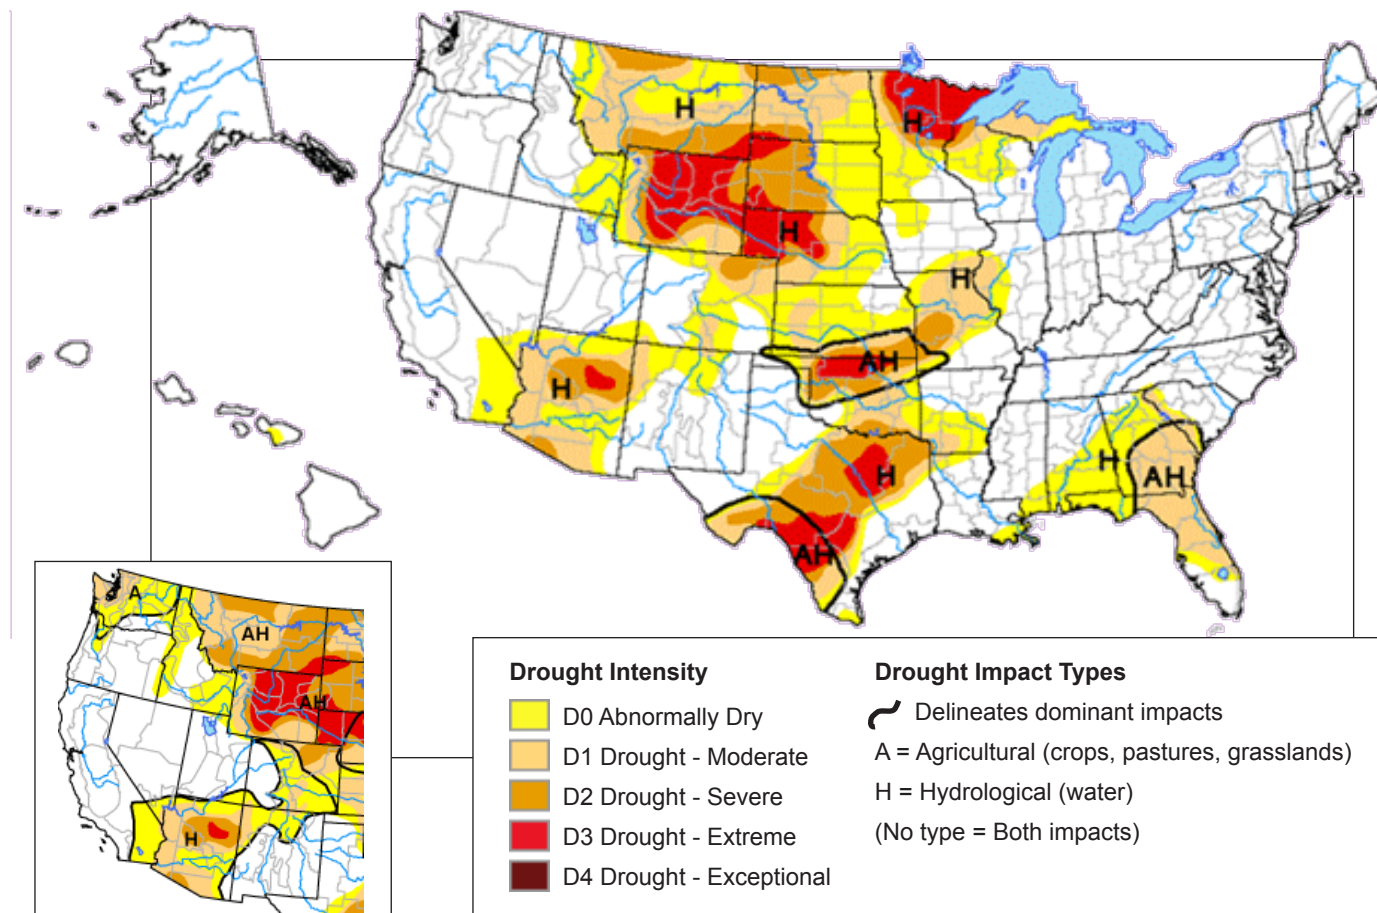 H
H
H
H
AH
H
H
H
AH
AH
A
AH
AH
H
Drought Intensity
D0 Abnormally Dry
D1 Drought - Moderate
D2 Drought - Severe
D3 Drought - Extreme
D4 Drought - Exceptional
Drought Impact Types
Delineates dominant impacts
A = Agricultural (crops, pastures, grasslands)
H = Hydrological (water)
(No type = Both impacts)